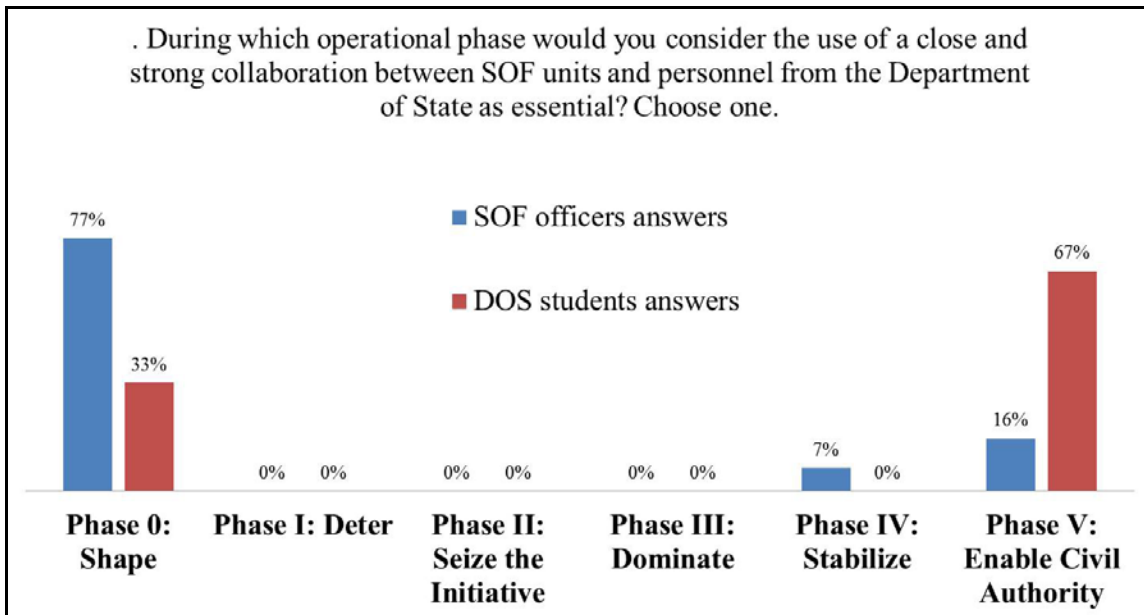 . During which operational phase would you consider the use of a close and
strong collaboration between SOF units and personnel from the Department
of State as essential? Choose one.
SOF officers answers
DOS students answers
77%
33%
0%
0%
0%
0%
0%
0%
7%
0%
16%
67%
Phase 0:
Shape
Phase I: Deter
Phase II:
Seize the
Initiative
Phase III:
Dominate
Phase IV:
Stabilize
Phase V:
Enable Civil
Authority